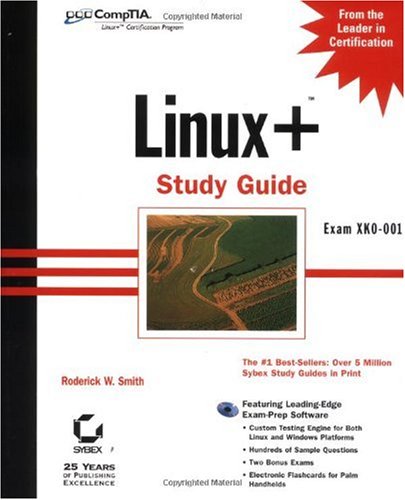 Copyrighted Material
CompTIA.
Linux+™ Certification Program
From the
Leader in
Certification
Linux+™
Study Guide
Exam XK0-001
The #1 Best-Sellers: Over 5 Million
Sybex Study Guides in Print
Roderick W. Smith
Featuring Leading-Edge
Exam-Prep Software
• Custom Testing Engine for Both
Linux and Windows Platforms
• Hundreds of Sample Questions
• Two Bonus Exams
• Electronic Flashcards for Palm
Handhelds
SYBEX
25 YEARS
OF PUBLISHING
EXCELLENCE
Copyrighted Material